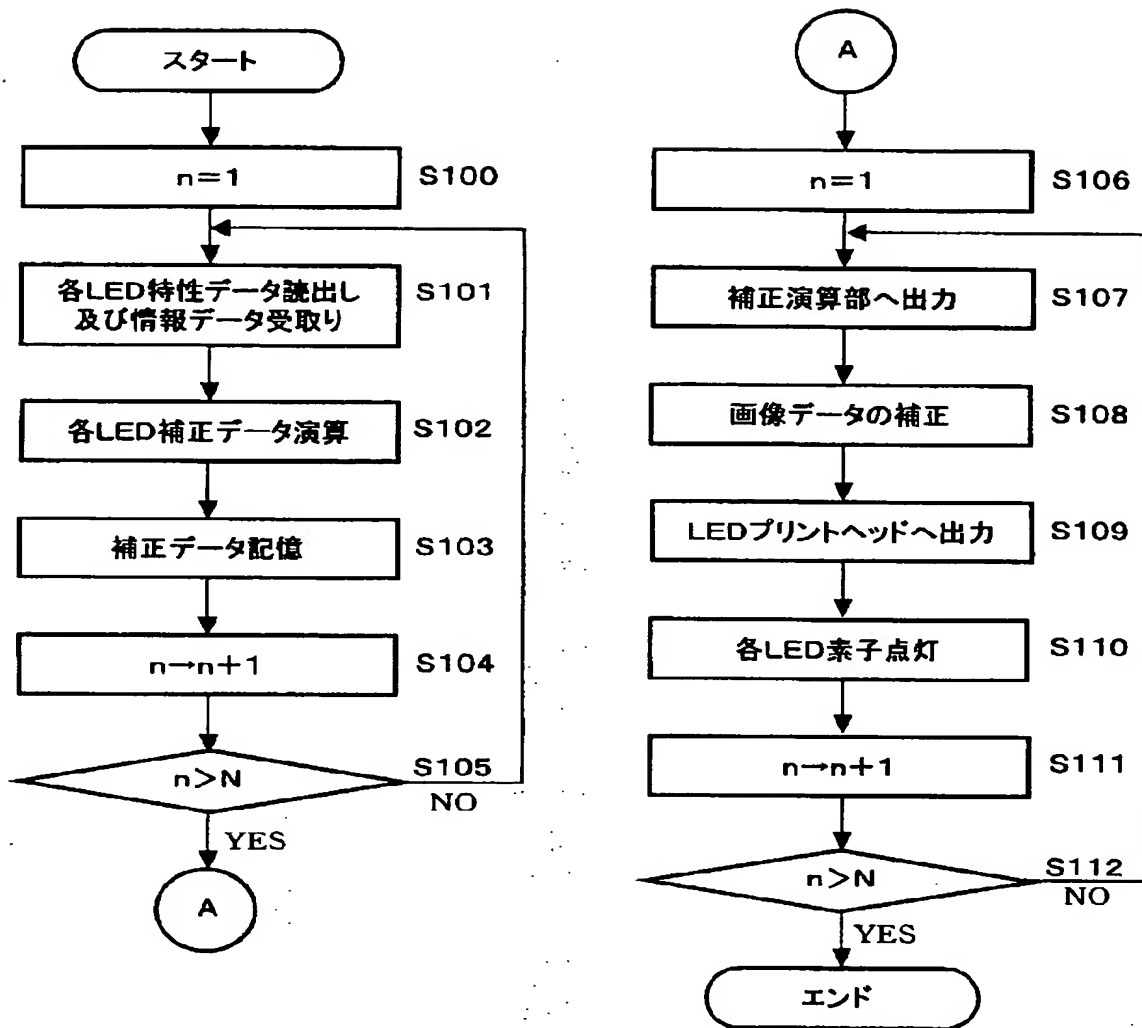 スタート
n=1
S100
各LED特性データ読出し
及び情報データ受取り
S101
各LED補正データ演算
S102
補正データ記憶
S103
n→n+1
S104
n>N
S105
NO
YES
A
A
n=1
S106
補正演算部へ出力
S107
画像データの補正
S108
LEDプリントヘッドへ出力
S109
各LED素子点灯
S110
n→n+1
S111
n>N
S112
NO
YES
エンド